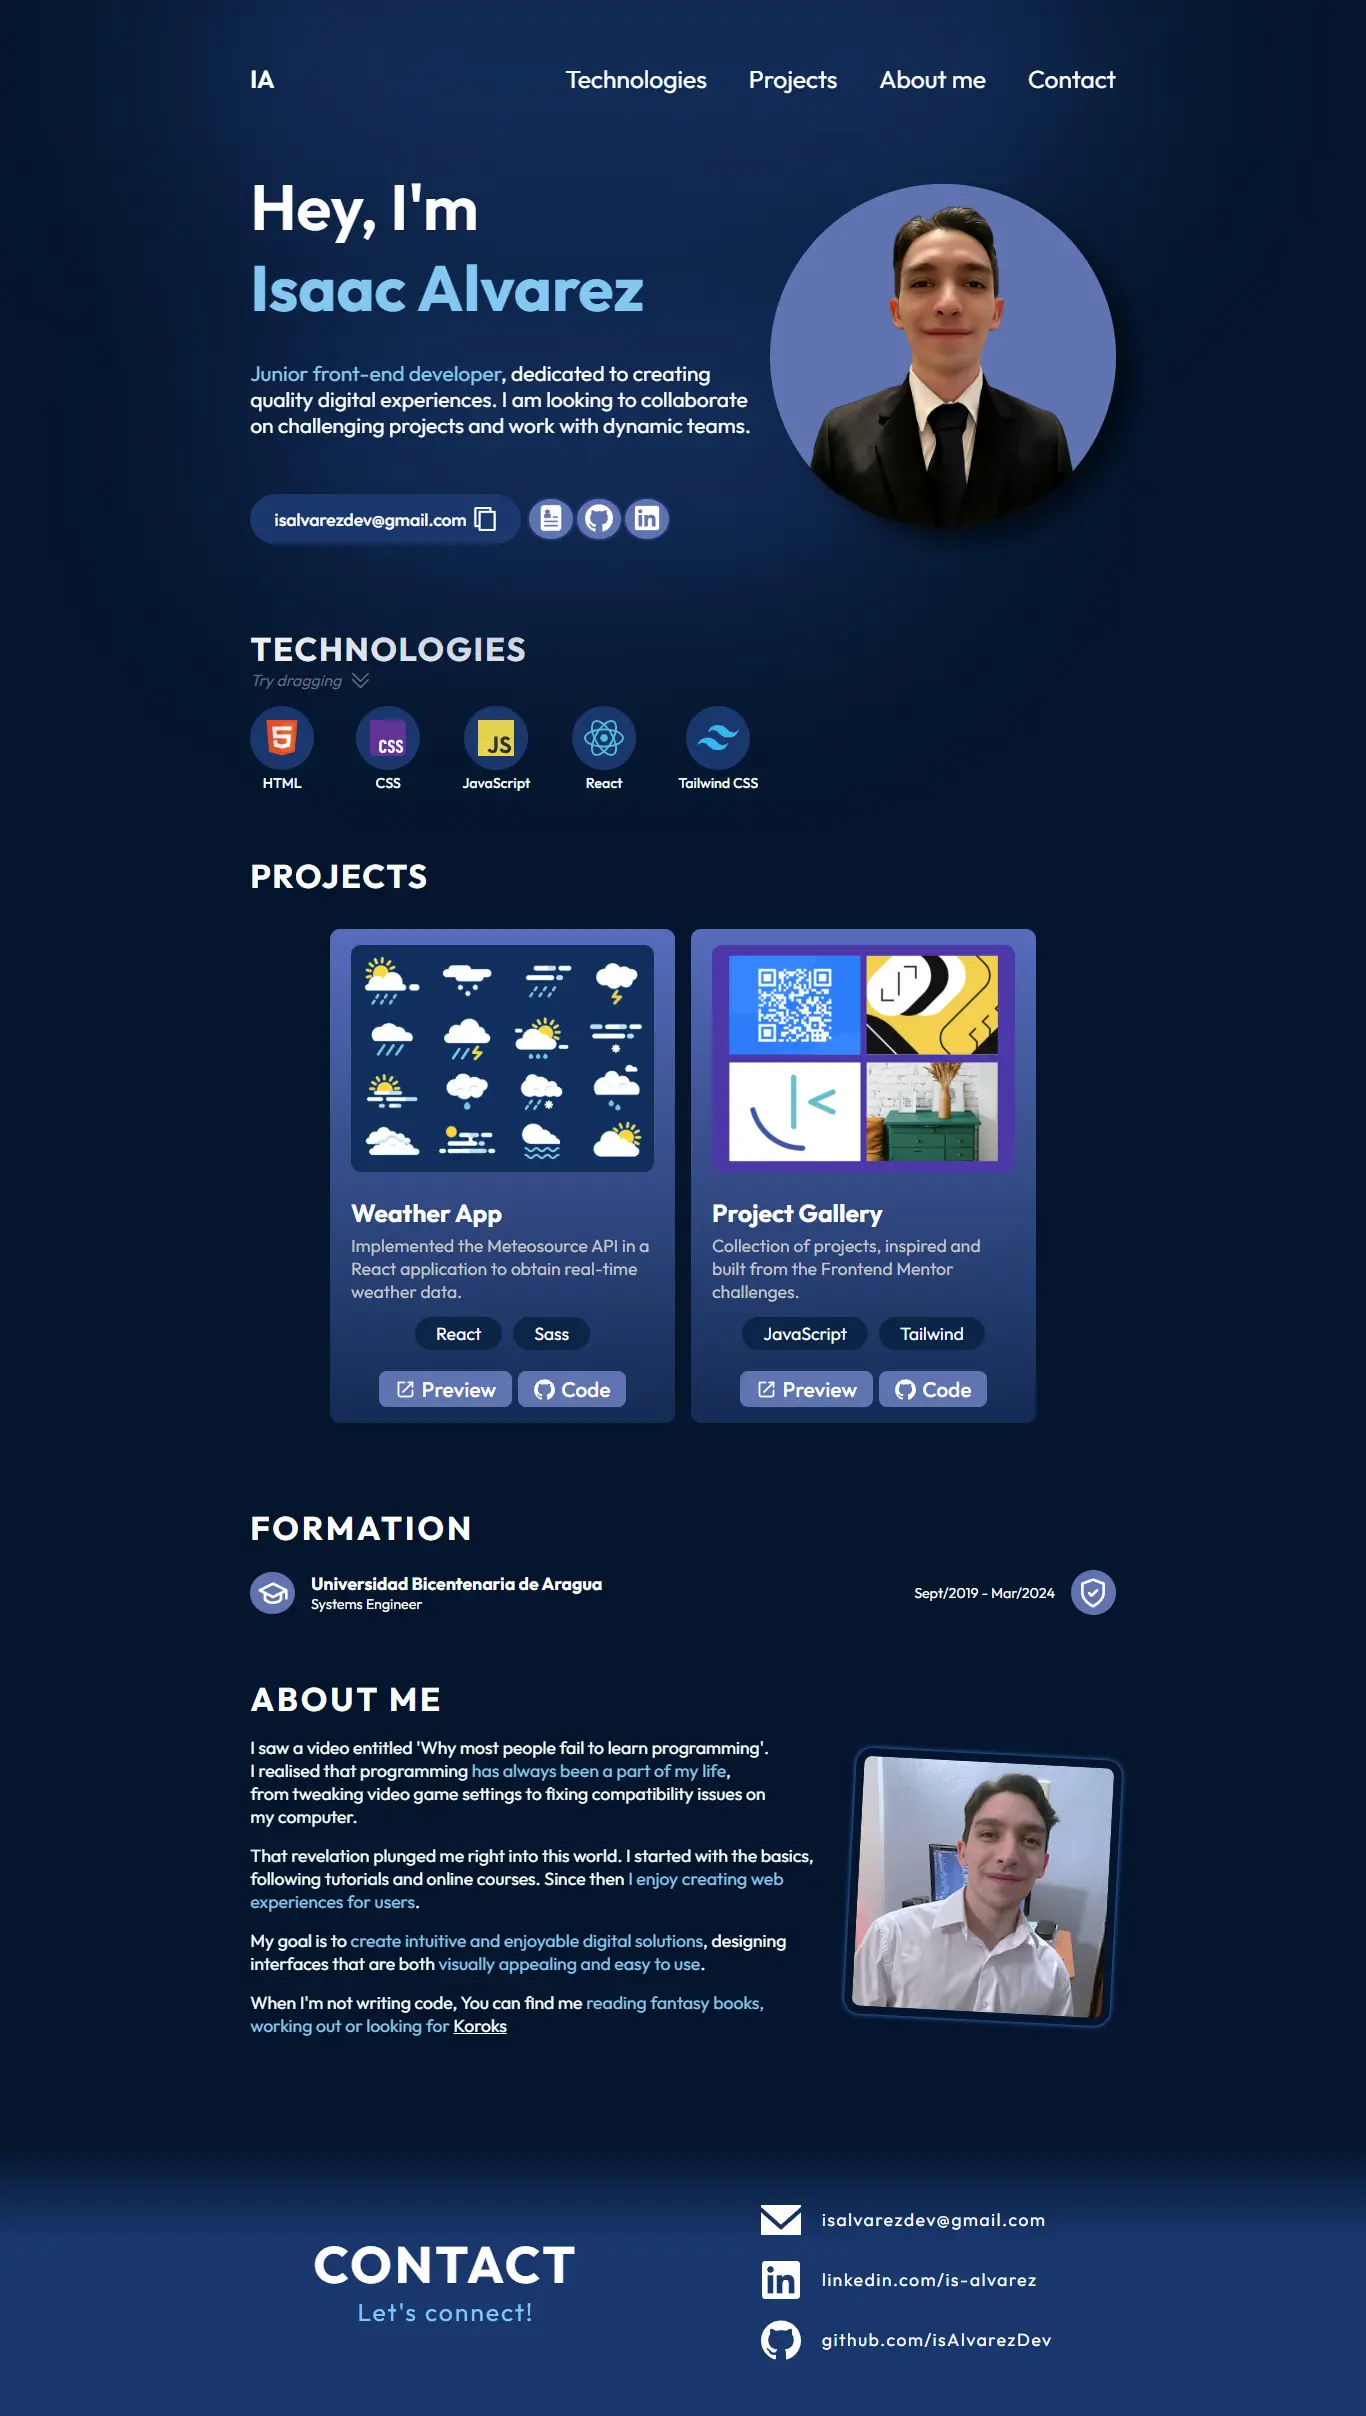 IA
Technologies
Projects
About me
Contact
Hey, I'm
Isaac Alvarez
Junior front-end developer, dedicated to creating
quality digital experiences. I am looking to collaborate
on challenging projects and work with dynamic teams.
isalvarezdev@gmail.com
in
TECHNOLOGIES
Try dragging
5
CSS
JS
HTML
CSS
JavaScript
React
Tailwind CSS
PROJECTS
Weather App
Implemented the Meteosource API in a
React application to obtain real-time
weather data.
React
Sass
Preview
Code
Project Gallery
Collection of projects, inspired and
built from the Frontend Mentor
challenges.
JavaScript
Tailwind
Preview
Code
FORMATION
Universidad Bicentenaria de Aragua
Systems Engineer
Sept/2019 - Mar/2024
ABOUT ME
I saw a video entitled 'Why most people fail to learn programming'.
I realised that programming has always been a part of my life,
from tweaking video game settings to fixing compatibility issues on
my computer.
That revelation plunged me right into this world. I started with the basics,
following tutorials and online courses. Since then I enjoy creating web
experiences for users.
My goal is to create intuitive and enjoyable digital solutions, designing
interfaces that are both visually appealing and easy to use.
When I'm not writing code, You can find me reading fantasy books,
working out or looking for Koroks
CONTACT
Let's connect!
isalvarezdev@gmail.com
in
linkedin.com/is-alvarez
github.com/isAlvarezDev